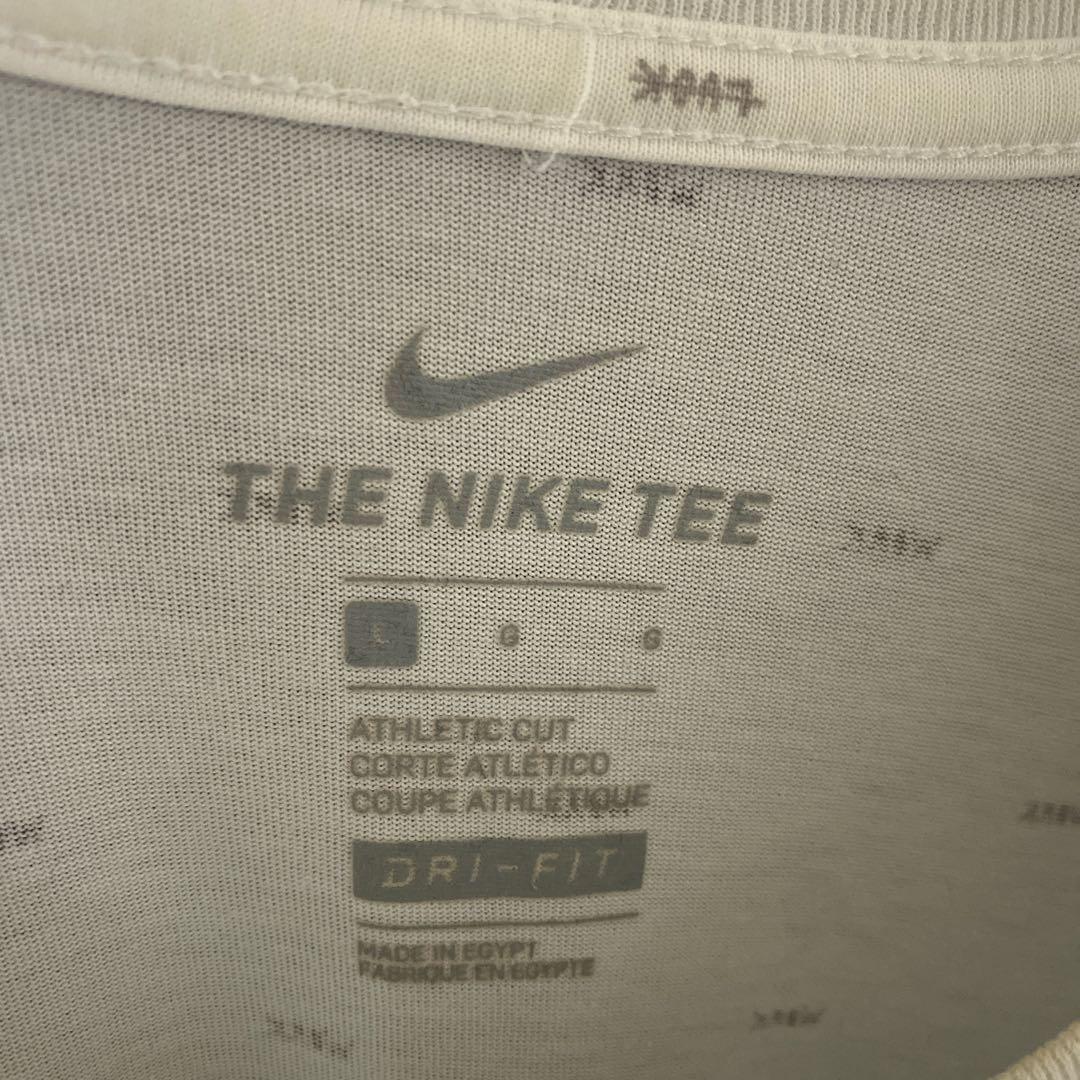 THE NIKE TEE
L G G
ATHLETIC CUT
CORTE ATLÉTICO
COUPE ATHLÉTIQUE
DRI-FIT
MADE IN EGYPT
FABRIQUE EN EGYPTE